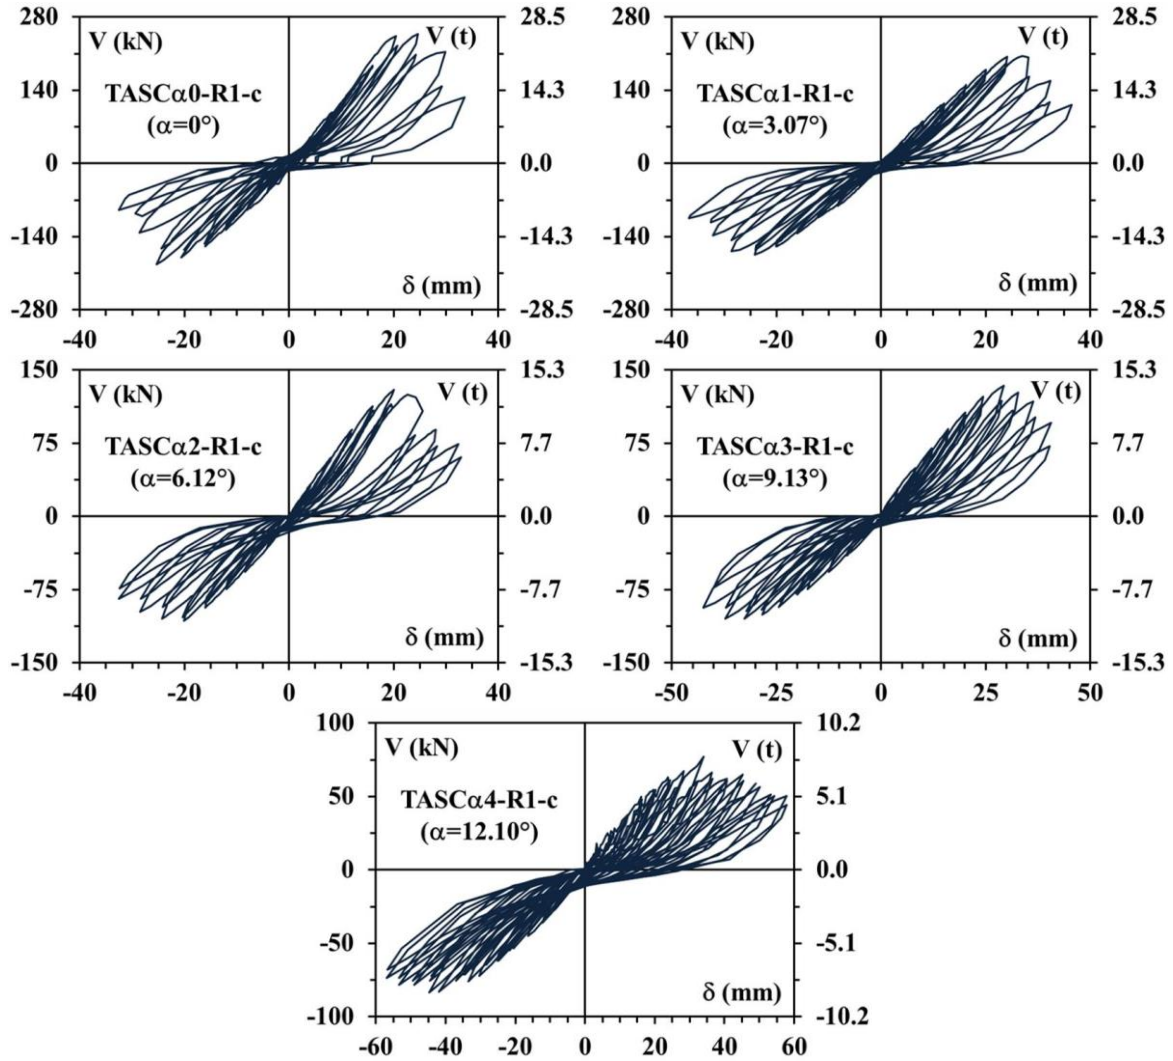 280 28.5 280 28.5
V (kN) V (t) V (kN) V (t)
140 14.3 140 14.3
TASCα0-R1-c TASCα1-R1-c
(α=0°) (α=3.07°)
0 0.0 0 0.0
-140 -14.3 -140 -14.3
δ (mm) δ (mm)
-280 -28.5 -280 -28.5
-40 -20 0 20 40 -40 -20 0 20 40
150 15.3 150 15.3
V (kN) V (t) V (kN) V (t)
75 7.7 75 7.7
TASCα2-R1-c TASCα3-R1-c
(α=6.12°) (α=9.13°)
0 0.0 0 0.0
-75 -7.7 -75 -7.7
δ (mm) δ (mm)
-150 -15.3 -150 -15.3
-40 -20 0 20 40 -50 -25 0 25 50
100 10.2
V (kN) V (t)
50 5.1
TASCα4-R1-c
(α=12.10°)
0 0.0
-50 -5.1
δ (mm)
-100 -10.2
-60 -40 -20 0 20 40 60